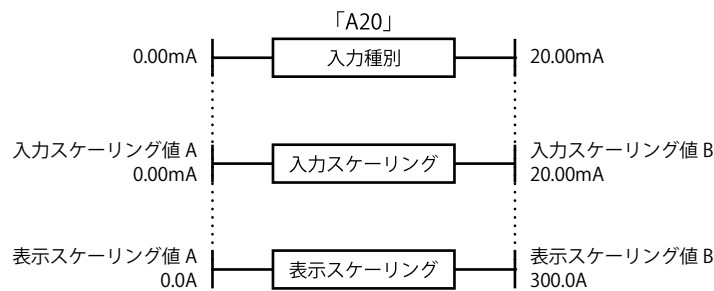 「A20」
0.00mA 入力種別 20.00mA
入力スケーリング値 A 入力スケーリング値 B
0.00mA 入力スケーリング 20.00mA
表示スケーリング値 A 表示スケーリング値 B
0.0A 表示スケーリング 300.0A